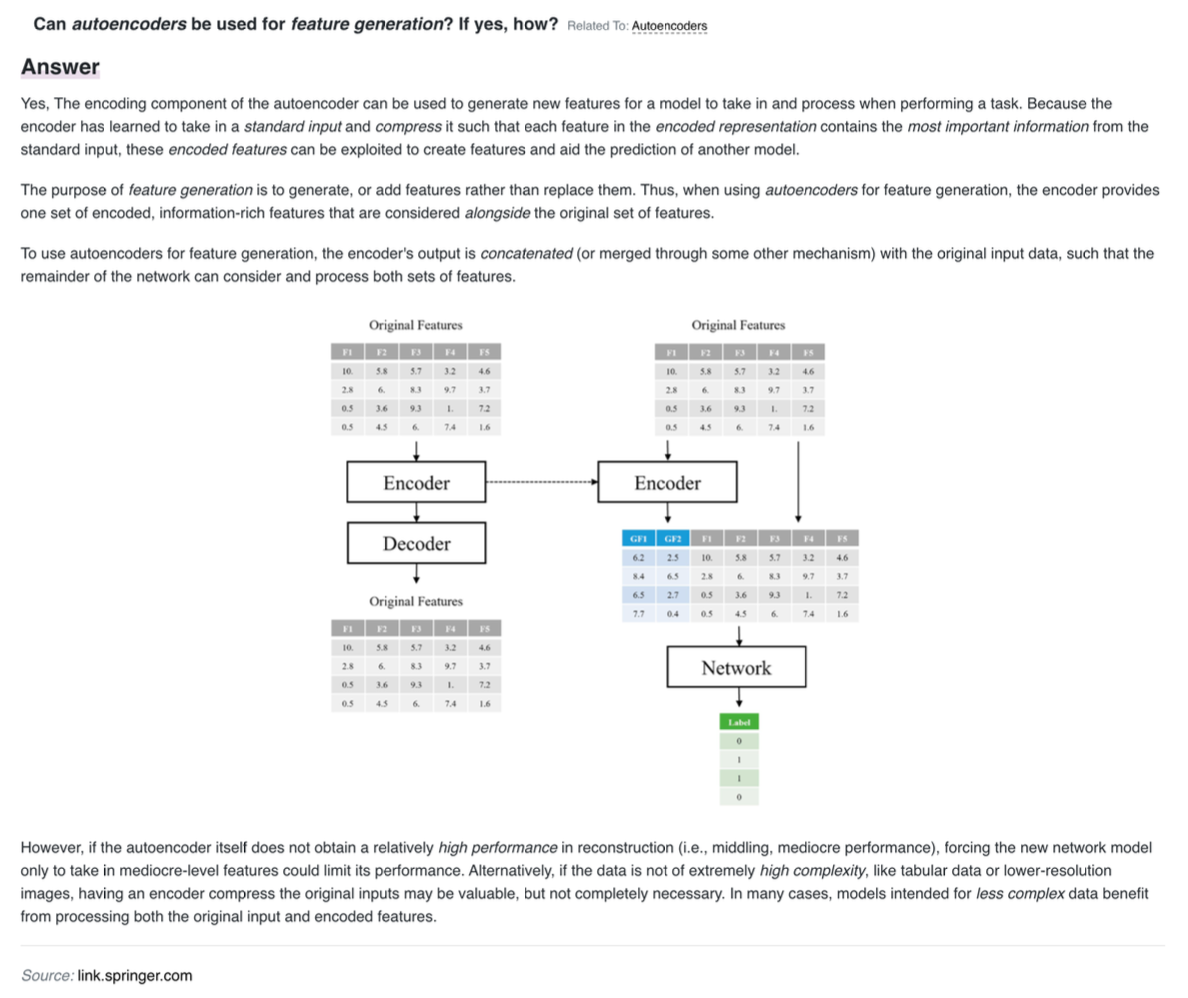 Can autoencoders be used for feature generation? If yes, how? Related To: Autoencoders
Answer
Yes, The encoding component of the autoencoder can be used to generate new features for a model to take in and process when performing a task. Because the
encoder has learned to take in a standard input and compress it such that each feature in the encoded representation contains the most important information from the
standard input, these encoded features can be exploited to create features and aid the prediction of another model.
The purpose of feature generation is to generate, or add features rather than replace them. Thus, when using autoencoders for feature generation, the encoder provides
one set of encoded, information-rich features that are considered alongside the original set of features.
To use autoencoders for feature generation, the encoder's output is concatenated (or merged through some other mechanism) with the original input data, such that the
remainder of the network can consider and process both sets of features.
Original Features
F1 F2 F3 F4 F5
10. 5.8 5.7 3.2 4.6
2.8 6. 8.3 9.7 3.7
0.5 3.6 9.3 1. 7.2
0.5 4.5 6. 7.4 1.6
Encoder
Decoder
Original Features
F1 F2 F3 F4 F5
10. 5.8 5.7 3.2 4.6
2.8 6. 8.3 9.7 3.7
0.5 3.6 9.3 1. 7.2
0.5 4.5 6. 7.4 1.6
Original Features
F1 F2 F3 F4 F5
10. 5.8 5.7 3.2 4.6
2.8 6. 8.3 9.7 3.7
0.5 3.6 9.3 1. 7.2
0.5 4.5 6. 7.4 1.6
Encoder
GF1 GF2 F1 F2 F3 F4 F5
6.2 2.5 10. 5.8 5.7 3.2 4.6
8.4 6.5 2.8 6. 8.3 9.7 3.7
6.5 2.7 0.5 3.6 9.3 1. 7.2
7.7 0.4 0.5 4.5 6. 7.4 1.6
Network
Label
0
1
1
0
However, if the autoencoder itself does not obtain a relatively high performance in reconstruction (i.e., middling, mediocre performance), forcing the new network model
only to take in mediocre-level features could limit its performance. Alternatively, if the data is not of extremely high complexity, like tabular data or lower-resolution
images, having an encoder compress the original inputs may be valuable, but not completely necessary. In many cases, models intended for less complex data benefit
from processing both the original input and encoded features.
Source: link.springer.com